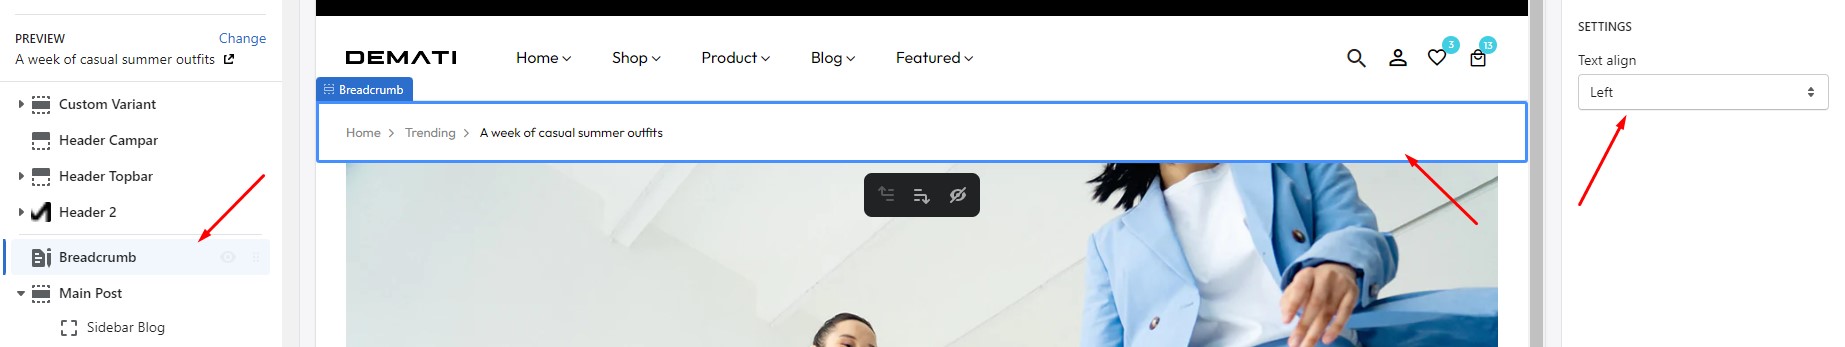 PREVIEW
Change
A week of casual summer outfits
Custom Variant
Header Campar
Header Topbar
Header 2
Breadcrumb
Main Post
Sidebar Blog
DEMATI
Home
Shop
Product
Blog
Featured
3
13
Breadcrumb
Home > Trending > A week of casual summer outfits
SETTINGS
Text align
Left